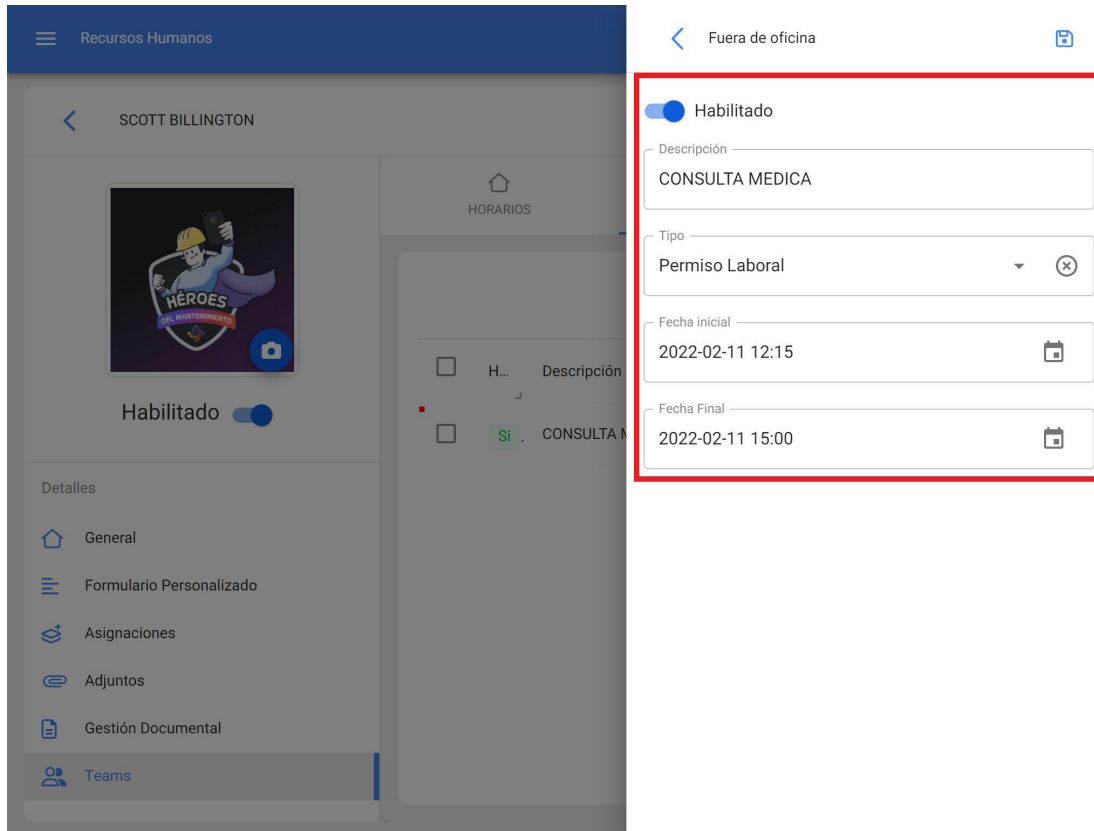 Recursos Humanos
SCOTT BILLINGTON
HÉROES
DEL MANTENIMIENTO
Habilitado
Detalles
General
Formulario Personalizado
Asignaciones
Adjuntos
Gestión Documental
Teams
HORARIOS
H... Descripción
Si . CONSULTA M
Fuera de oficina
Habilitado
Descripción
CONSULTA MEDICA
Tipo
Permiso Laboral
Fecha inicial
2022-02-11 12:15
Fecha Final
2022-02-11 15:00